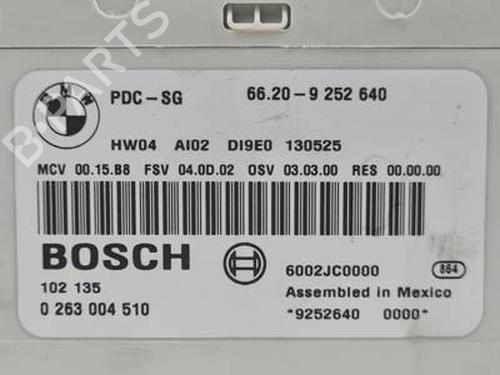 BMW
PDC-SG 66.20-9 252 640
HW04 AI02 DI9E0 130525
MCV 00.15.B8 FSV 04.0D.02 OSV 03.03.00 RES 00.00.00
BOSCH
102 135
0 263 004 510
6002JC0000 864
Assembled in Mexico
*9252640 0000*
B-PARTS